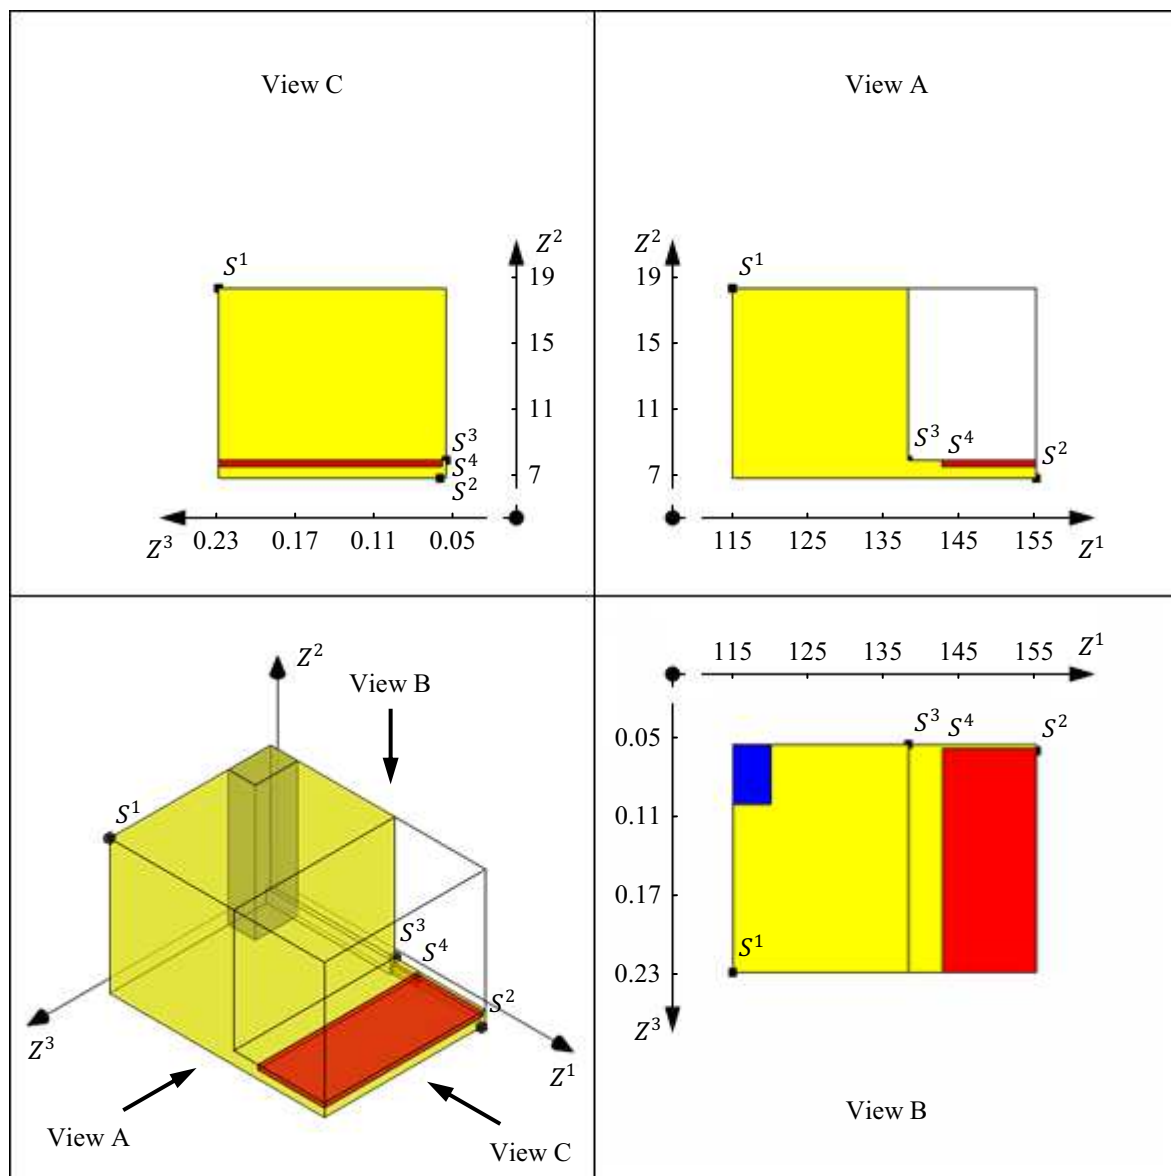 View C
Z²
S¹
19
15
11
S³
S⁴
7
S²
Z³ 0.23 0.17 0.11 0.05
View A
Z²
S¹
19
15
11
S³ S⁴
S²
7
115 125 135 145 155 Z¹
Z²
View B
S¹
S³
S⁴
S²
Z³
Z¹
View A
View C
115 125 135 145 155 Z¹
S³ S⁴ S²
0.05
0.11
0.17
S¹
0.23
Z³
View B